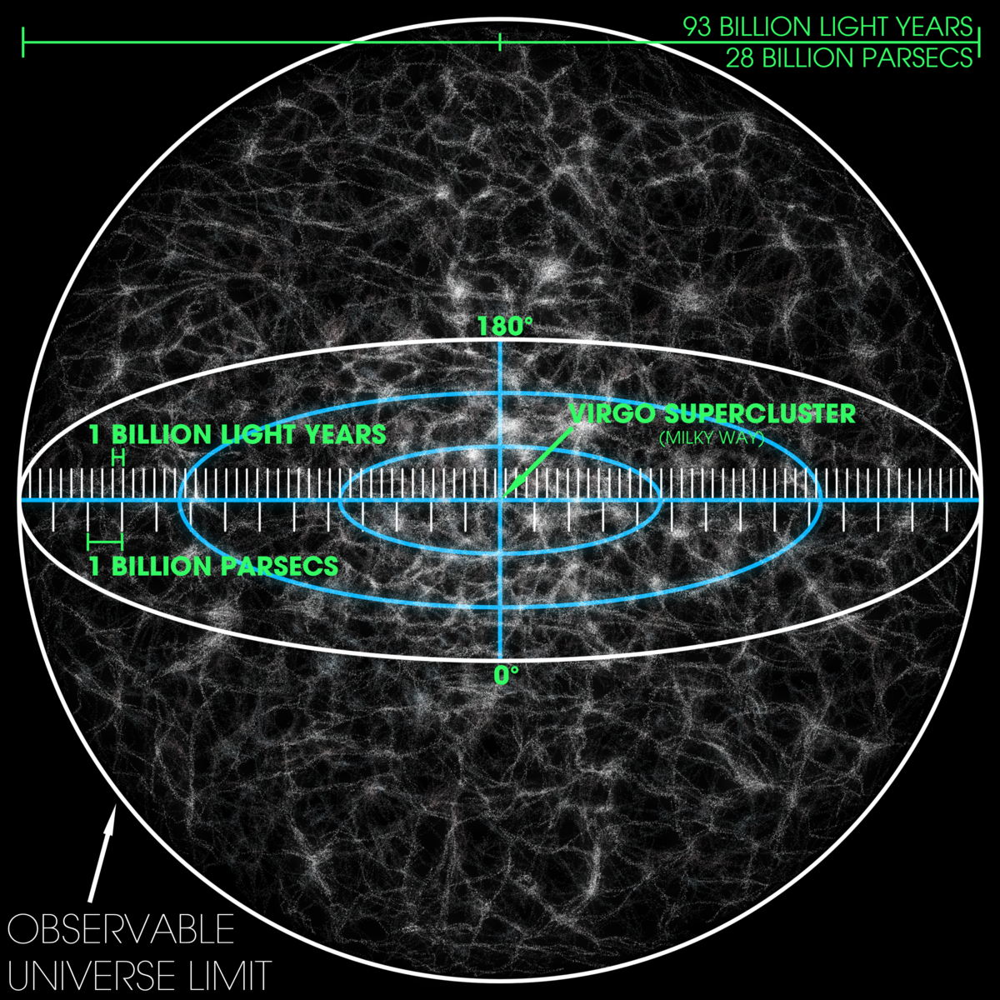 93 BILLION LIGHT YEARS
28 BILLION PARSECS
180°
VIRGO SUPERCLUSTER
(MILKY WAY)
1 BILLION LIGHT YEARS
1 BILLION PARSECS
0°
OBSERVABLE
UNIVERSE LIMIT